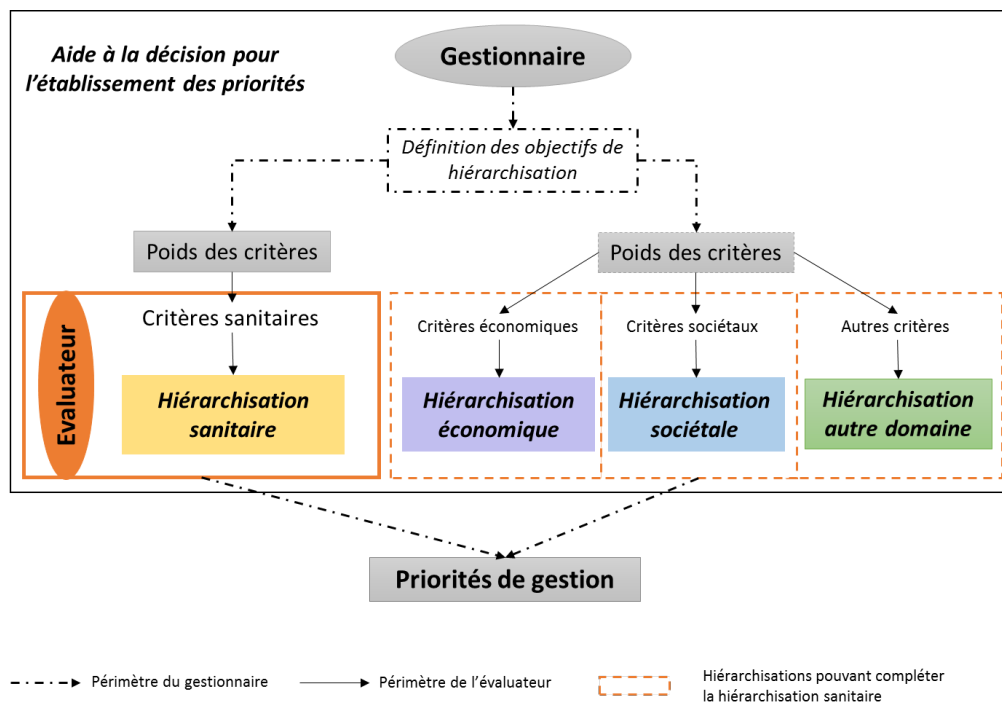 Aide à la décision pour
l'établissement des priorités
Gestionnaire
Définition des objectifs de
hiérarchisation
Poids des critères
Poids des critères
Evaluateur
Critères sanitaires
Critères économiques
Critères sociétaux
Autres critères
Hiérarchisation
sanitaire
Hiérarchisation
économique
Hiérarchisation
sociétale
Hiérarchisation
autre domaine
Priorités de gestion
Périmètre du gestionnaire
Périmètre de l'évaluateur
Hiérarchisations pouvant compléter
la hiérarchisation sanitaire